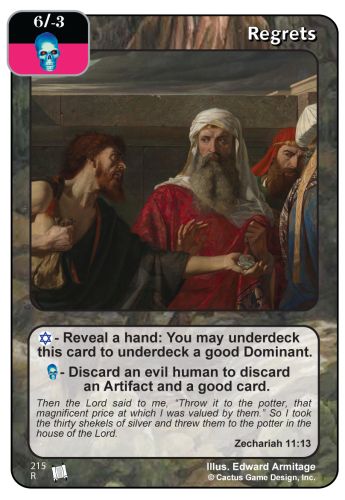 6/-3
Regrets
- Reveal a hand: You may underdeck
this card to underdeck a good Dominant.
- Discard an evil human to discard
an Artifact and a good card.
Then the Lord said to me, “Throw it to the potter, that
magnificent price at which I was valued by them.” So I took
the thirty shekels of silver and threw them to the potter in the
house of the Lord.
Zechariah 11:13
215
R
Illus. Edward Armitage
© Cactus Game Design, Inc.